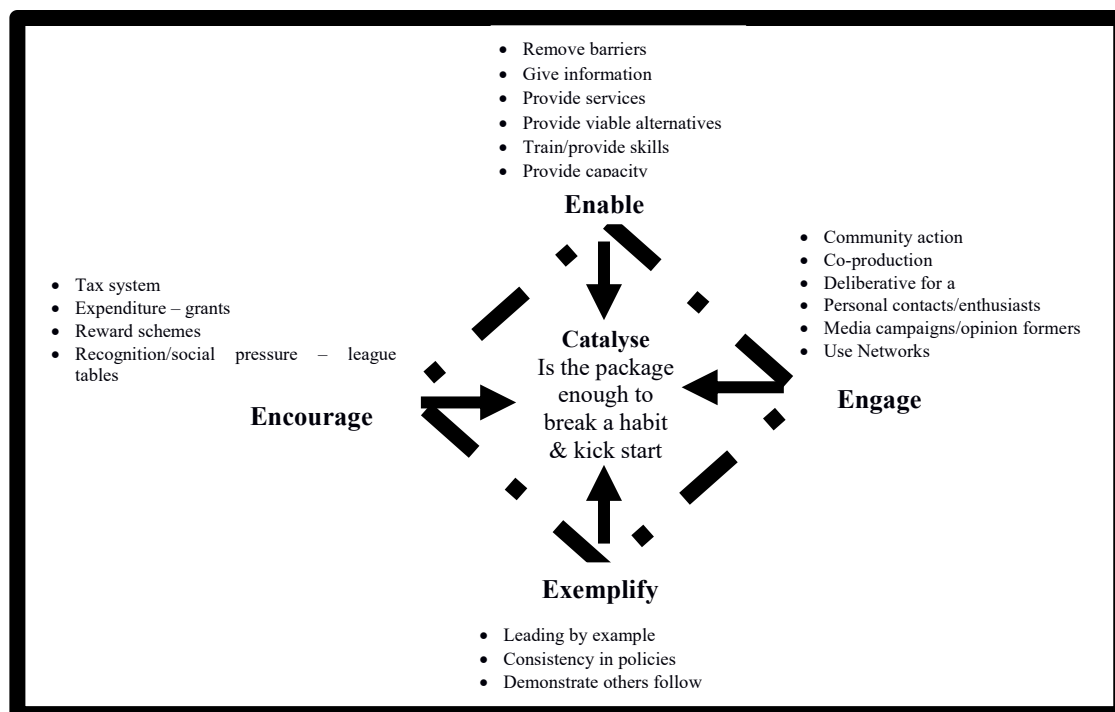 • Remove barriers
• Give information
• Provide services
• Provide viable alternatives
• Train/provide skills
• Provide capacity
Enable
• Community action
• Co-production
• Deliberative for a
• Personal contacts/enthusiasts
• Media campaigns/opinion formers
• Use Networks
Engage
• Tax system
• Expenditure – grants
• Reward schemes
• Recognition/social pressure – league
tables
Encourage
Catalyse
Is the package
enough to
break a habit
& kick start
Exemplify
• Leading by example
• Consistency in policies
• Demonstrate others follow